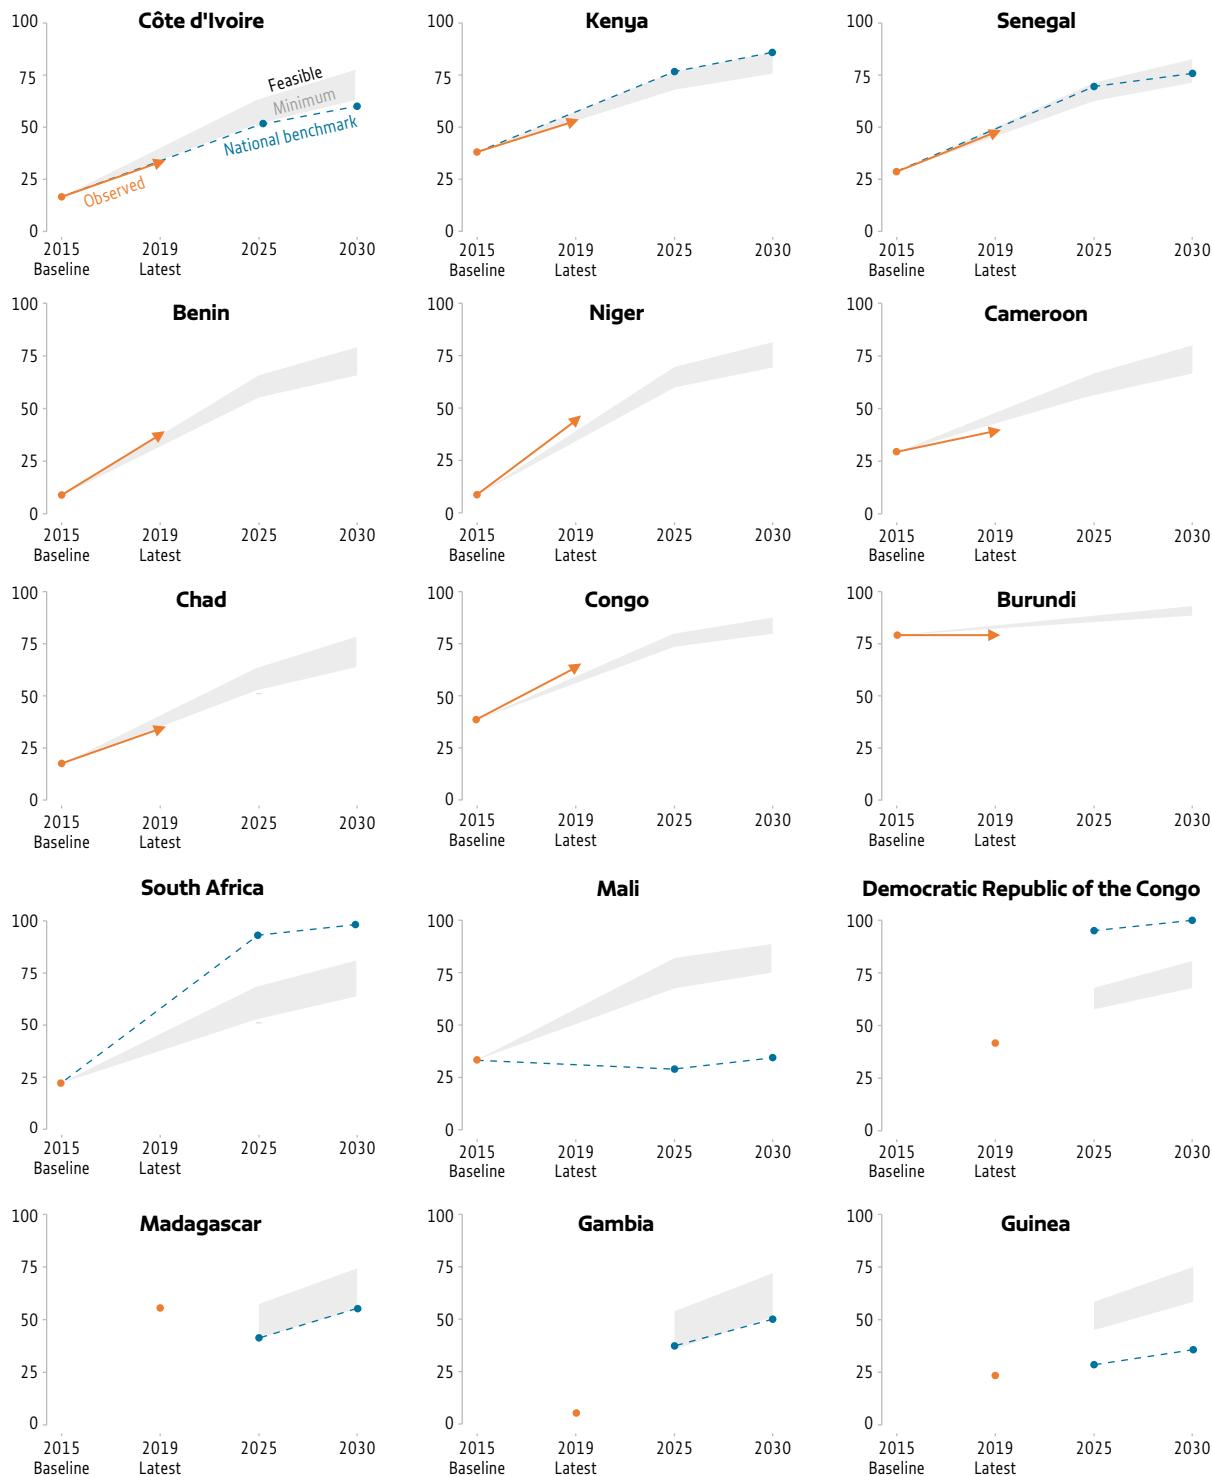 Côte d'Ivoire
100
75
50
25
0
Feasible
Minimum
National benchmark
Observed
2015 2019 2025 2030
Baseline Latest
Kenya
100
75
50
25
0
2015 2019 2025 2030
Baseline Latest
Senegal
100
75
50
25
0
2015 2019 2025 2030
Baseline Latest
Benin
100
75
50
25
0
2015 2019 2025 2030
Baseline Latest
Niger
100
75
50
25
0
2015 2019 2025 2030
Baseline Latest
Cameroon
100
75
50
25
0
2015 2019 2025 2030
Baseline Latest
Chad
100
75
50
25
0
2015 2019 2025 2030
Baseline Latest
Congo
100
75
50
25
0
2015 2019 2025 2030
Baseline Latest
Burundi
100
75
50
25
0
2015 2019 2025 2030
Baseline Latest
South Africa
100
75
50
25
0
2015 2019 2025 2030
Baseline Latest
Mali
100
75
50
25
0
2015 2019 2025 2030
Baseline Latest
Democratic Republic of the Congo
100
75
50
25
0
2015 2019 2025 2030
Baseline Latest
Madagascar
100
75
50
25
0
2015 2019 2025 2030
Baseline Latest
Gambia
100
75
50
25
0
2015 2019 2025 2030
Baseline Latest
Guinea
100
75
50
25
0
2015 2019 2025 2030
Baseline Latest